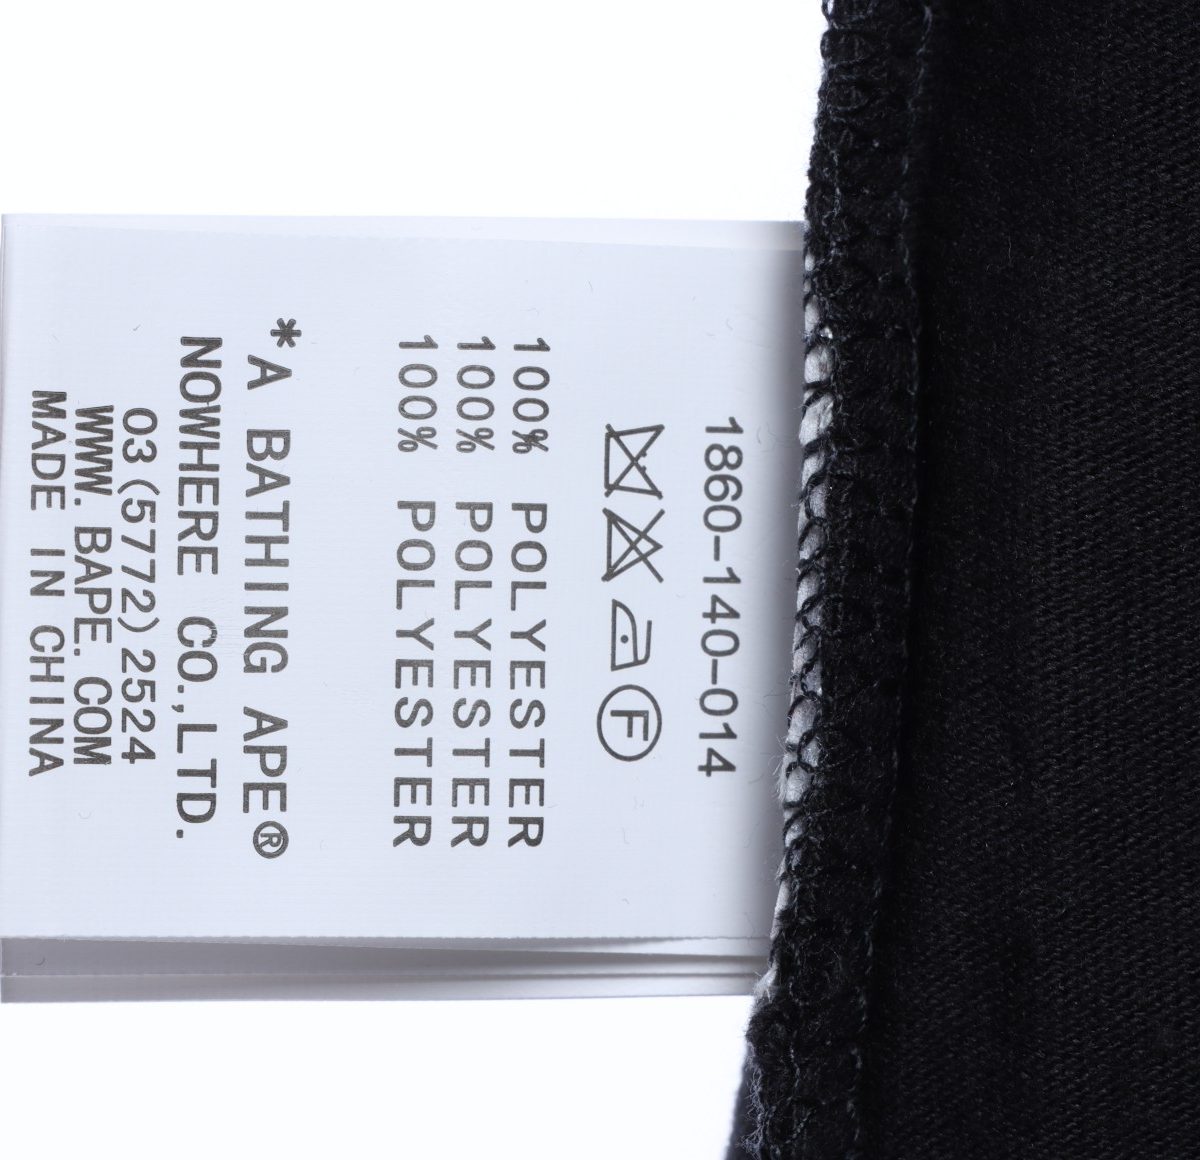 1860-140-014
F
100% POLYESTER
100% POLYESTER
100% POLYESTER
*A BATHING APE®
NOWHERE CO.,LTD.
03(5772)2524
WWW.BAPE.COM
MADE IN CHINA